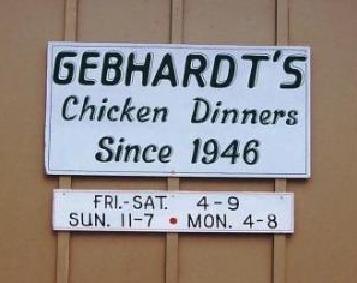 GEBHARDT'S
Chicken Dinners
Since 1946
FRI.-SAT. 4-9
SUN. 11-7 • MON. 4-8